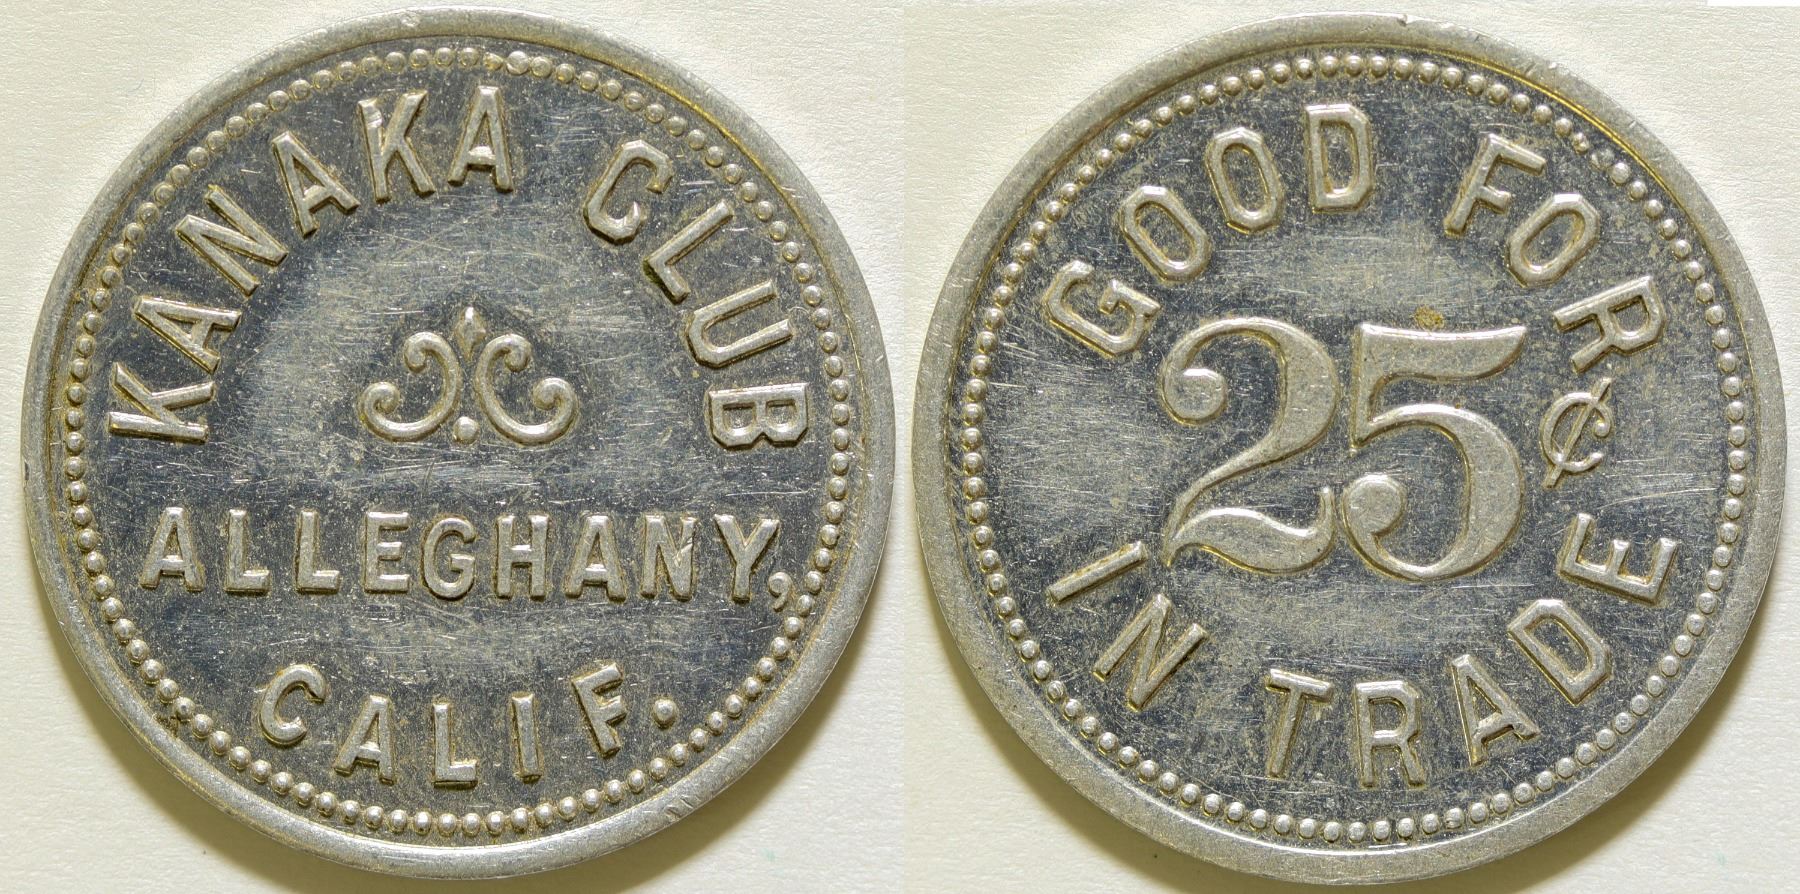 KANAKA CLUB
ALLEGHANY,
CALIF.
GOOD FOR
25¢
IN TRADE